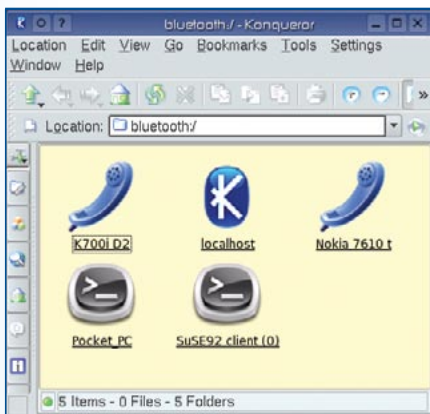 bluetooth:/ - Konqueror
Location Edit View Go Bookmarks Tools Settings
Window Help
Location: bluetooth:/
K700i D2
localhost
Nokia 7610 t
Pocket_PC
SuSE92 client (0)
5 Items - 0 Files - 5 Folders